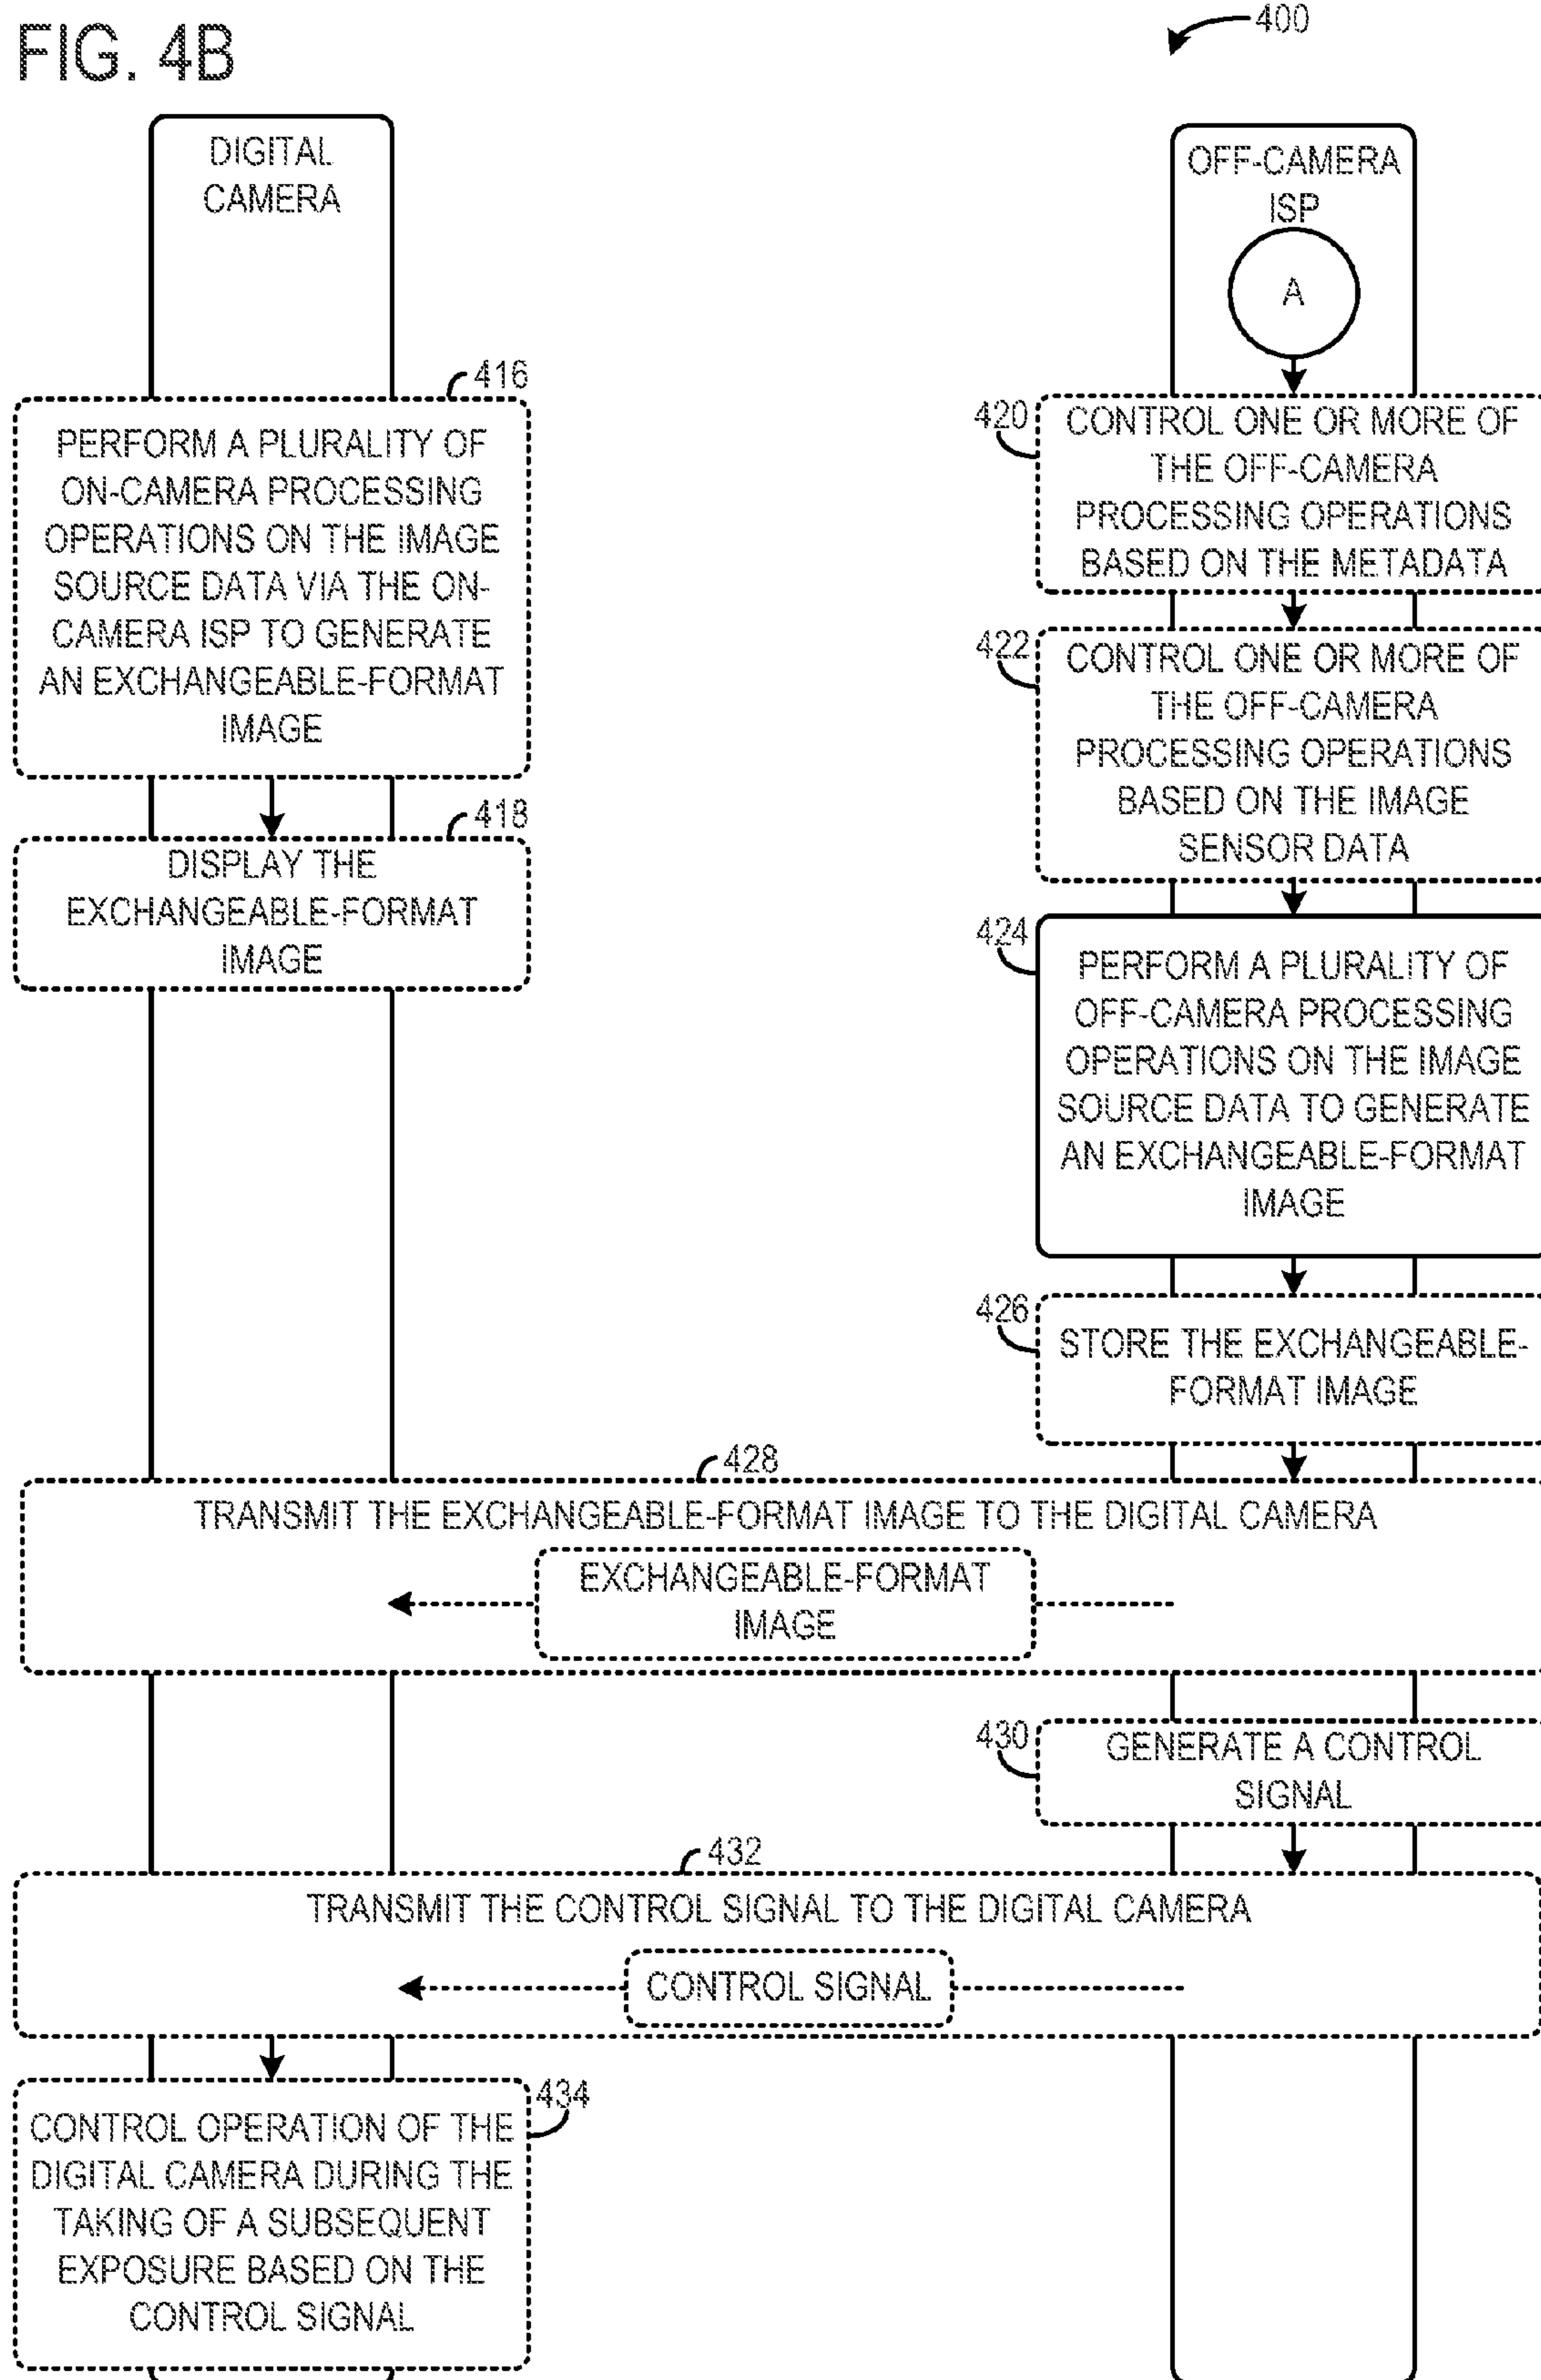 FIG. 4B
400
DIGITAL
CAMERA
OFF-CAMERA
ISP
A
416
PERFORM A PLURALITY OF
ON-CAMERA PROCESSING
OPERATIONS ON THE IMAGE
SOURCE DATA VIA THE ON-
CAMERA ISP TO GENERATE
AN EXCHANGEABLE-FORMAT
IMAGE
418
DISPLAY THE
EXCHANGEABLE-FORMAT
IMAGE
420
CONTROL ONE OR MORE OF
THE OFF-CAMERA
PROCESSING OPERATIONS
BASED ON THE METADATA
422
CONTROL ONE OR MORE OF
THE OFF-CAMERA
PROCESSING OPERATIONS
BASED ON THE IMAGE
SENSOR DATA
424
PERFORM A PLURALITY OF
OFF-CAMERA PROCESSING
OPERATIONS ON THE IMAGE
SOURCE DATA TO GENERATE
AN EXCHANGEABLE-FORMAT
IMAGE
426
STORE THE EXCHANGEABLE-
FORMAT IMAGE
428
TRANSMIT THE EXCHANGEABLE-FORMAT IMAGE TO THE DIGITAL CAMERA
EXCHANGEABLE-FORMAT
IMAGE
430
GENERATE A CONTROL
SIGNAL
432
TRANSMIT THE CONTROL SIGNAL TO THE DIGITAL CAMERA
CONTROL SIGNAL
434
CONTROL OPERATION OF THE
DIGITAL CAMERA DURING THE
TAKING OF A SUBSEQUENT
EXPOSURE BASED ON THE
CONTROL SIGNAL